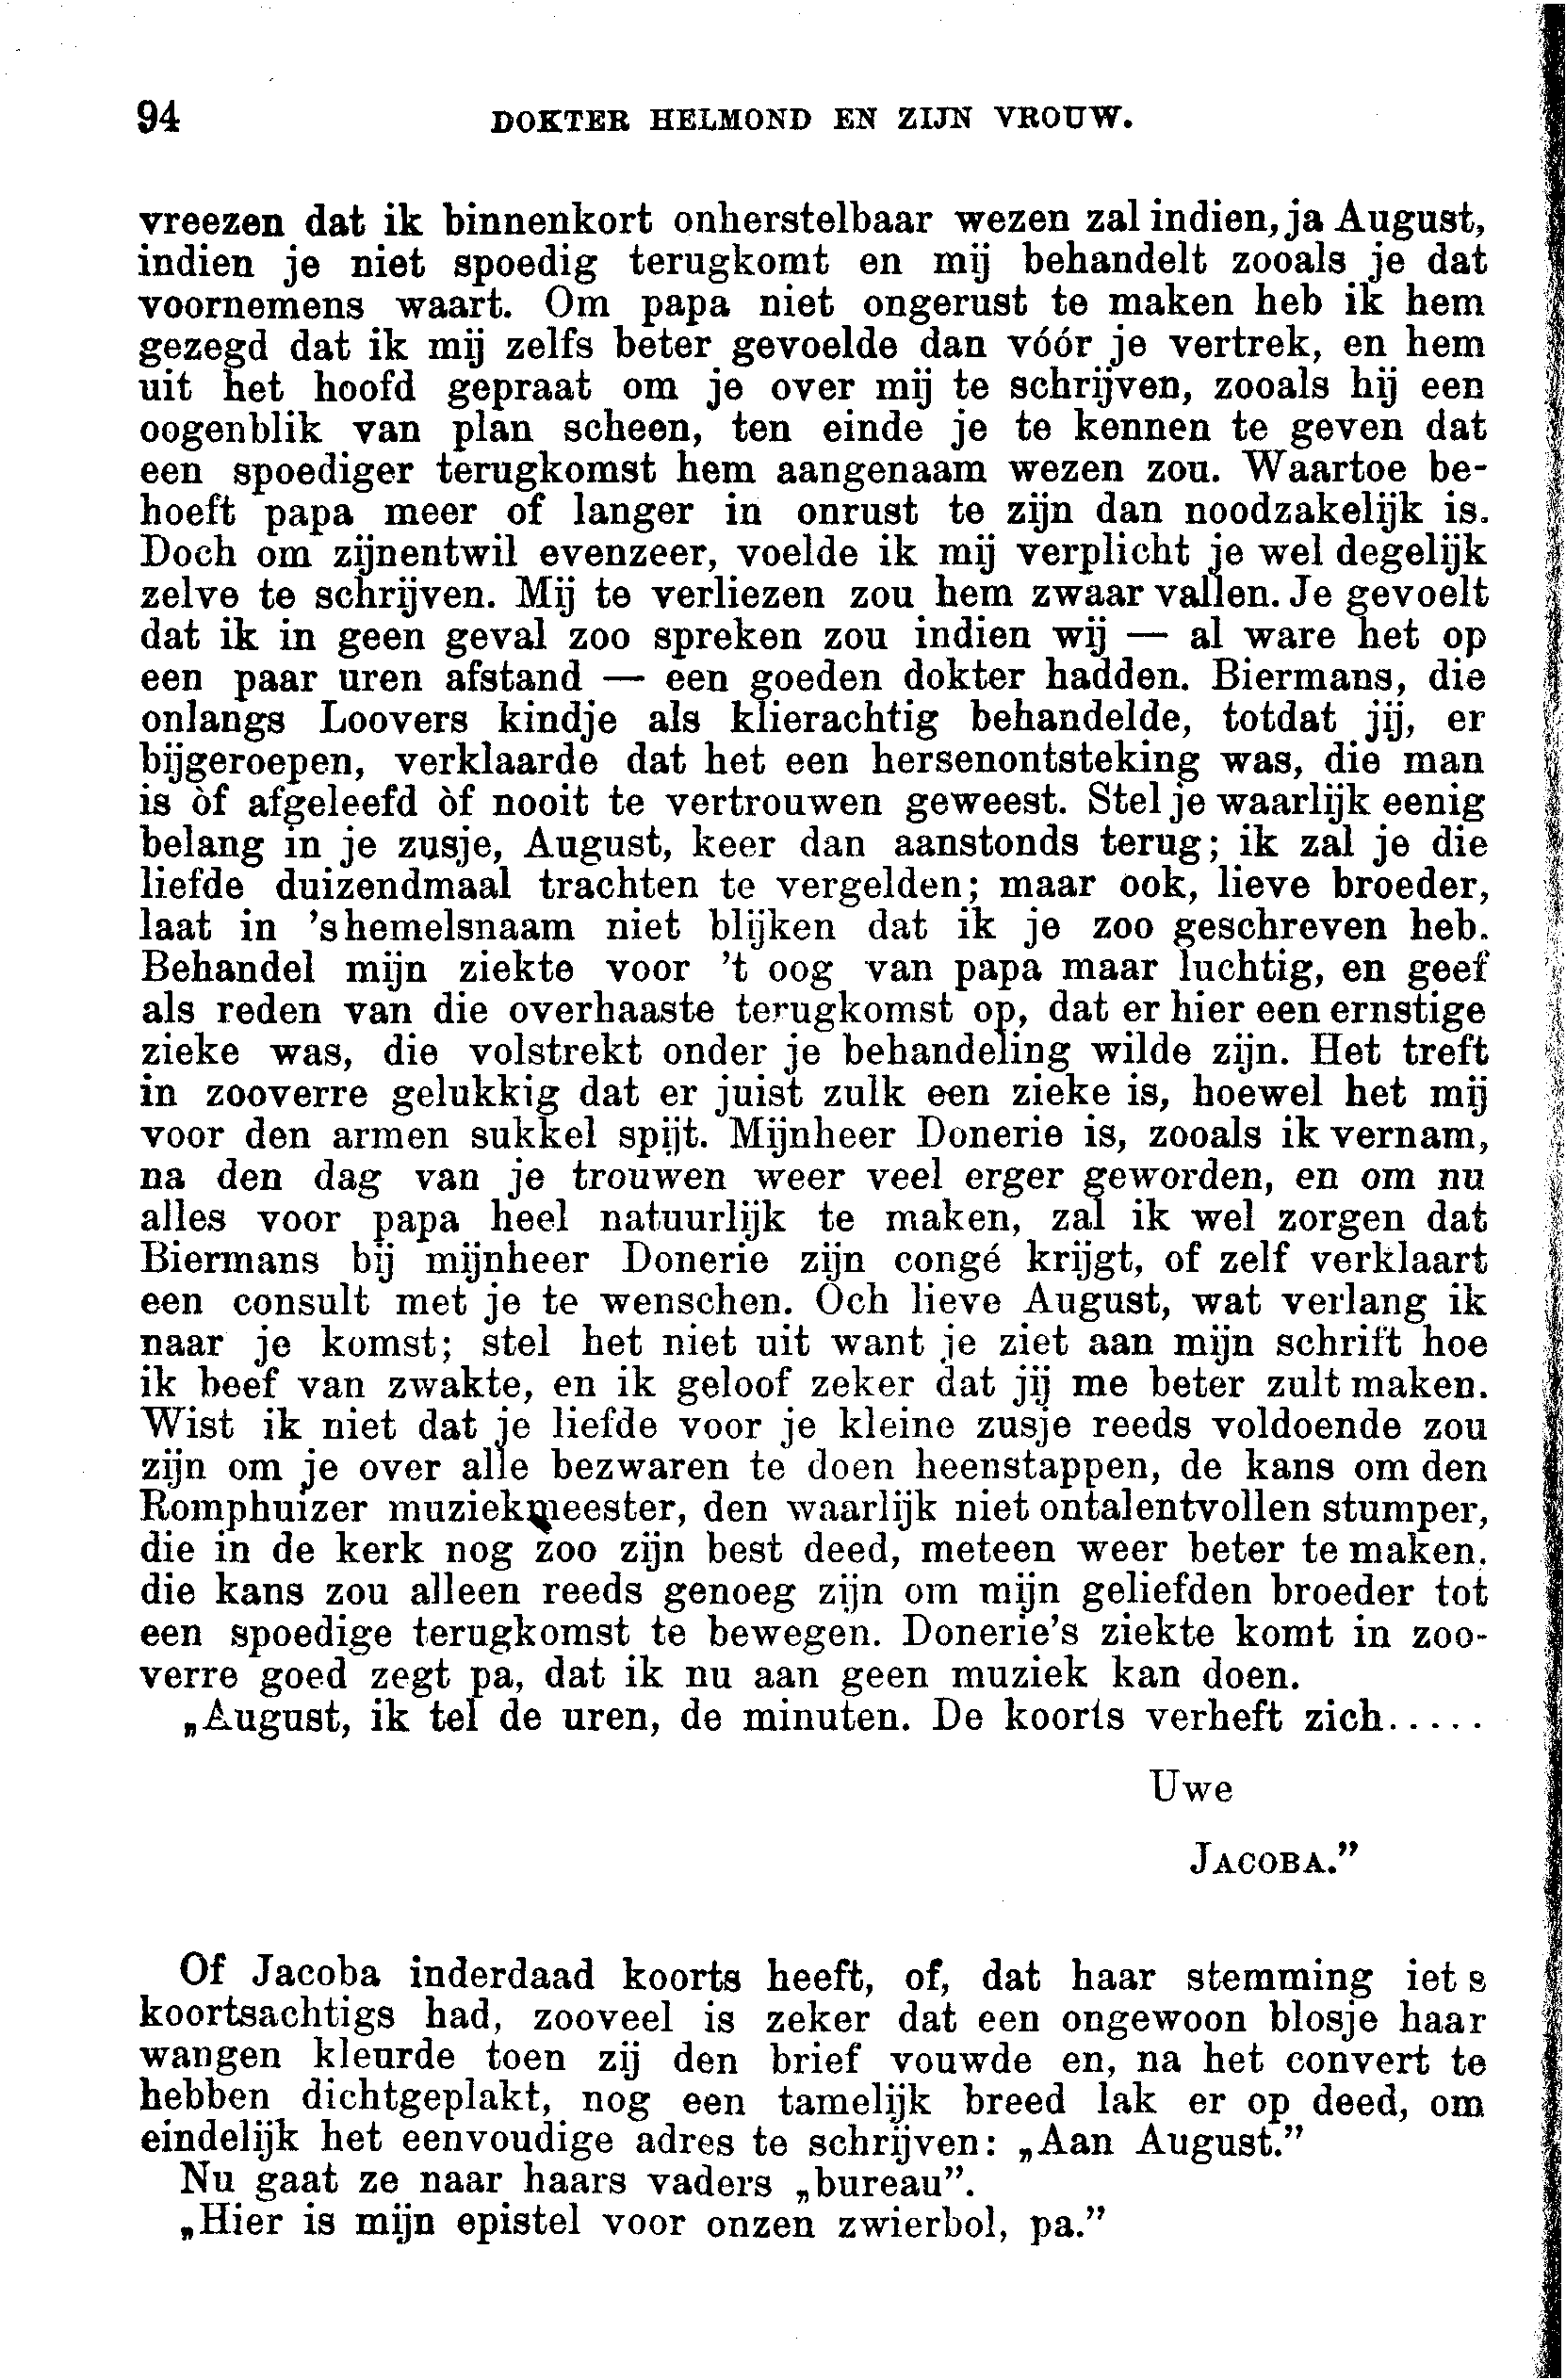 94 DOKTER HELMOND EN ZIJN VROUW.
vreezen dat ik binnenkort onherstelbaar wezen zal indien, ja August,
indien je niet spoedig terugkomt en mij behandelt zooals je dat
voornemens waart. Om papa niet ongerust te maken heb ik hem
gezegd dat ik mij zelfs beter gevoelde dan vóór je vertrek, en hem
uit het hoofd gepraat om je over mij te schrijven, zooals hij een
oogenblik van plan scheen, ten einde je te kennen te geven dat
een spoediger terugkomst hem aangenaam wezen zou. Waartoe be-
hoeft papa meer of langer in onrust te zijn dan noodzakelijk is.
Doch om zijnentwil evenzeer, voelde ik mij verplicht je wel degelijk
zelve te schrijven. Mij te verliezen zou hem zwaar vallen. Je gevoelt
dat ik in geen geval zoo spreken zou indien wij — al ware het op
een paar uren afstand — een goeden dokter hadden. Biermans, die
onlangs Loovers kindje als klierachtig behandelde, totdat jij, er
bijgeroepen, verklaarde dat het een hersenontsteking was, die man
is òf afgeleefd òf nooit te vertrouwen geweest. Stel je waarlijk eenig
belang in je zusje, August, keer dan aanstonds terug; ik zal je die
liefde duizendmaal trachten te vergelden; maar ook, lieve broeder,
laat in 's hemelsnaam niet blijken dat ik je zoo geschreven heb.
Behandel mijn ziekte voor 't oog van papa maar luchtig, en geef
als reden van die overhaaste terugkomst op, dat er hier een ernstige
zieke was, die volstrekt onder je behandeling wilde zijn. Het treft
in zooverre gelukkig dat er juist zulk een zieke is, hoewel het mij
voor den armen sukkel spijt. Mijnheer Donerie is, zooals ik vernam,
na den dag van je trouwen weer veel erger geworden, en om nu
alles voor papa heel natuurlijk te maken, zal ik wel zorgen dat
Biermans bij mijnheer Donerie zijn congé krijgt, of zelf verklaart
een consult met je te wenschen. Och lieve August, wat verlang ik
naar je komst; stel het niet uit want je ziet aan mijn schrift hoe
ik beef van zwakte, en ik geloof zeker dat jij me beter zult maken.
Wist ik niet dat je liefde voor je kleine zusje reeds voldoende zou
zijn om je over alle bezwaren te doen heenstappen, de kans om den
Romphuizer muziekmeester, den waarlijk niet ontalentvollen stumper,
die in de kerk nog zoo zijn best deed, meteen weer beter te maken,
die kans zou alleen reeds genoeg zijn om mijn geliefden broeder tot
een spoedige terugkomst te bewegen. Donerie's ziekte komt in zoo-
verre goed zegt pa, dat ik nu aan geen muziek kan doen.
„August, ik tel de uren, de minuten. De koorts verheft zich.....
Uwe
JACOBA.”
Of Jacoba inderdaad koorts heeft, of, dat haar stemming iets
koortsachtigs had, zooveel is zeker dat een ongewoon blosje haar
wangen kleurde toen zij den brief vouwde en, na het convert te
hebben dichtgeplakt, nog een tamelijk breed lak er op deed, om
eindelijk het eenvoudige adres te schrijven: „Aan August.”
Nu gaat ze naar haars vaders „bureau”.
„Hier is mijn epistel voor onzen zwierbol, pa.”